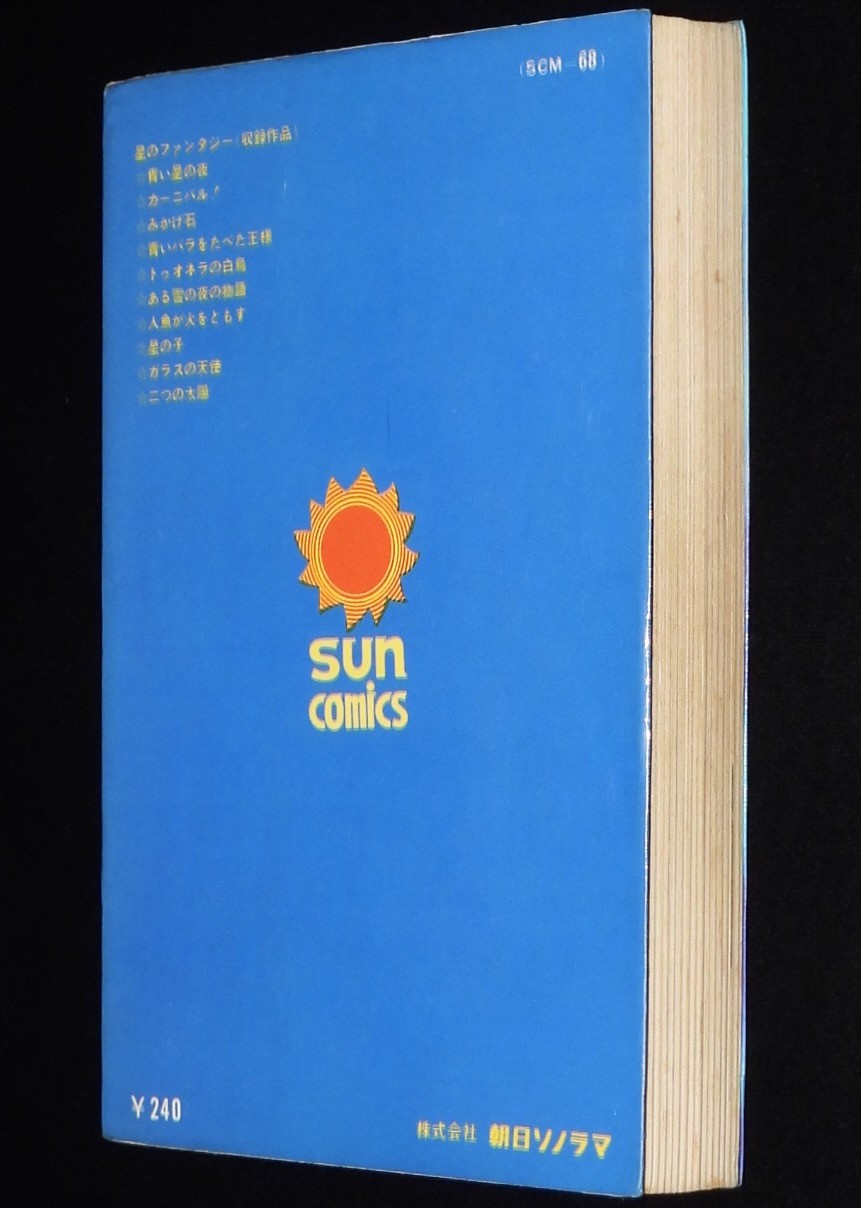 (SCM-68)
星のファンタジー(収録作品)
☆青い星の夜
☆カーニバル！
☆みかげ石
☆青いバラをたべた王様
☆トゥオネラの白鳥
☆ある雪の夜の物語
☆人魚が火をともす
☆星の子
☆ガラスの天使
☆二つの太陽
sun
comics
¥240
株式会社 朝日ソノラマ